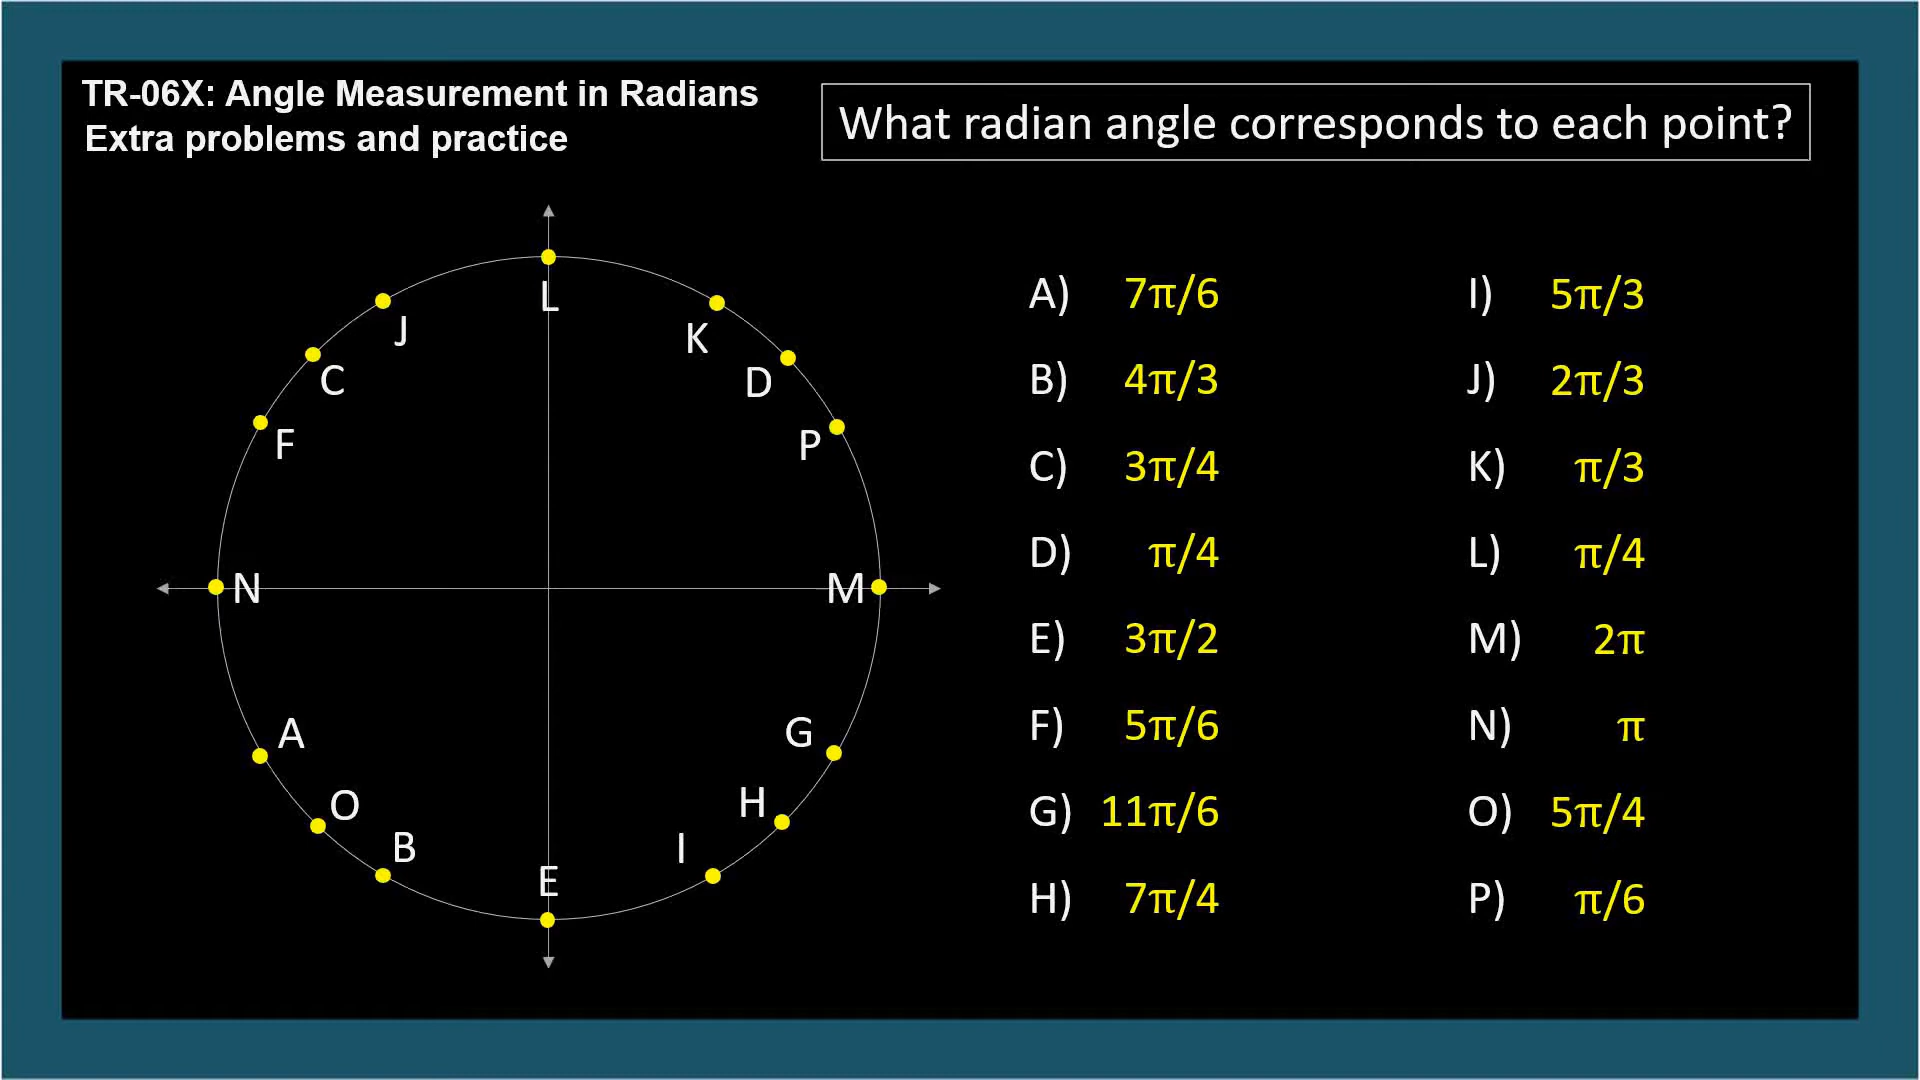 TR-06X: Angle Measurement in Radians
Extra problems and practice
What radian angle corresponds to each point?
L
J
K
C
D
F
P
N
M
A
G
O
H
B
I
E
A) 7π/6
B) 4π/3
C) 3π/4
D) π/4
E) 3π/2
F) 5π/6
G) 11π/6
H) 7π/4
I) 5π/3
J) 2π/3
K) π/3
L) π/4
M) 2π
N) π
O) 5π/4
P) π/6